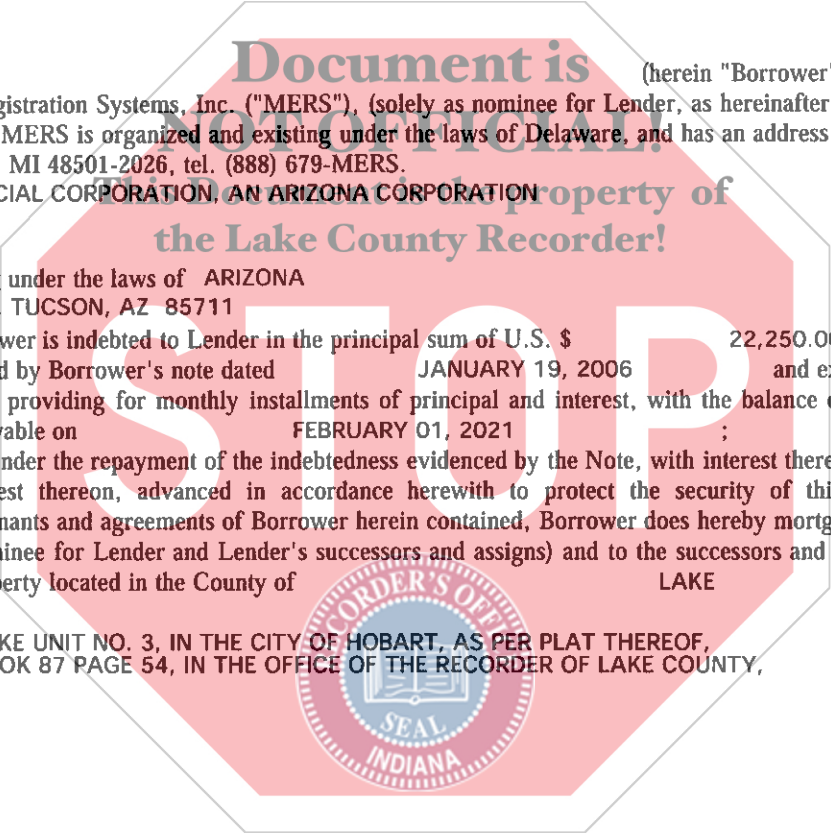 Document is
(herein "Borrower"
gistration Systems, Inc. ("MERS"), (solely as nominee for Lender, as hereinafter
NOT OFFICIAL!
MERS is organized and existing under the laws of Delaware, and has an address
MI 48501-2026, tel. (888) 679-MERS.
This Document is the property of
CIAL CORPORATION, AN ARIZONA CORPORATION
the Lake County Recorder!
under the laws of ARIZONA
TUCSON, AZ 85711
STOP
wer is indebted to Lender in the principal sum of U.S. $ 22,250.00
d by Borrower's note dated JANUARY 19, 2006 and ex
providing for monthly installments of principal and interest, with the balance
yable on FEBRUARY 01, 2021 ;
nder the repayment of the indebtedness evidenced by the Note, with interest there
est thereon, advanced in accordance herewith to protect the security of thi
nants and agreements of Borrower herein contained, Borrower does hereby mortg
inee for Lender and Lender's successors and assigns) and to the successors and
erty located in the County of LAKE
KE UNIT NO. 3, IN THE CITY OF HOBART, AS PER PLAT THEREOF,
OK 87 PAGE 54, IN THE OFFICE OF THE RECORDER OF LAKE COUNTY,
RECORDER'S OFFICE
SEAL
INDIANA